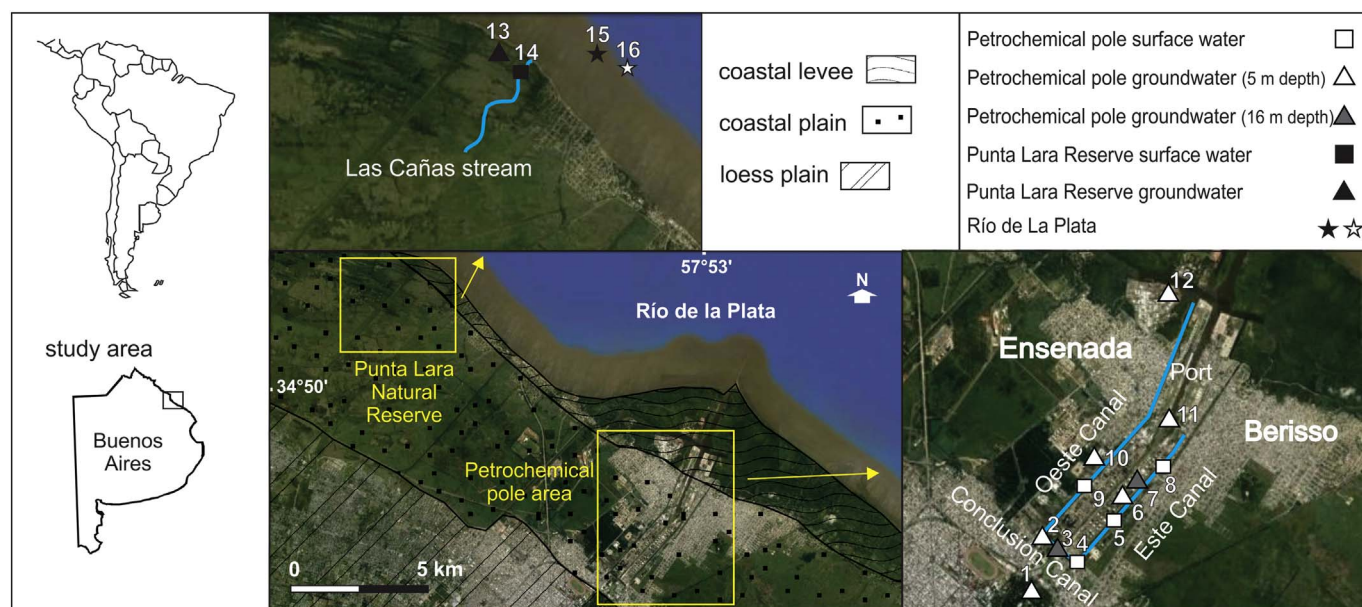 study area
Buenos
Aires
13
14
15
16
Las Cañas stream
coastal levee
coastal plain
loess plain
Petrochemical pole surface water
Petrochemical pole groundwater (5 m depth)
Petrochemical pole groundwater (16 m depth)
Punta Lara Reserve surface water
Punta Lara Reserve groundwater
Río de La Plata
57°53'
N
Río de la Plata
34°50'
Punta Lara
Natural
Reserve
Petrochemical
pole area
0 5 km
12
Ensenada
Port
11
Berisso
Oeste Canal
10
9
8
7
6
5
Este Canal
Conclusión Canal
2
3
4
1